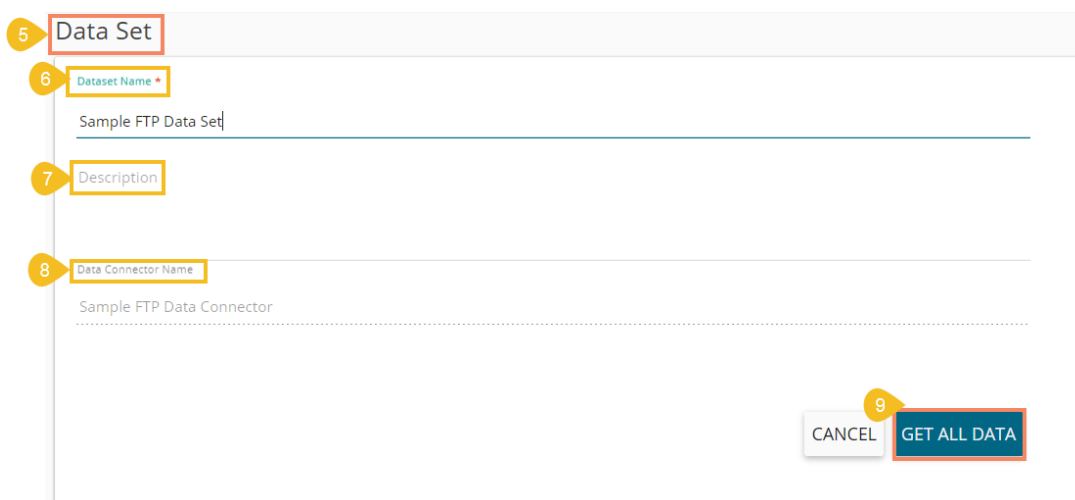 5 Data Set
6 Dataset Name *
Sample FTP Data Set
7 Description
8 Data Connector Name
Sample FTP Data Connector
9
CANCEL GET ALL DATA